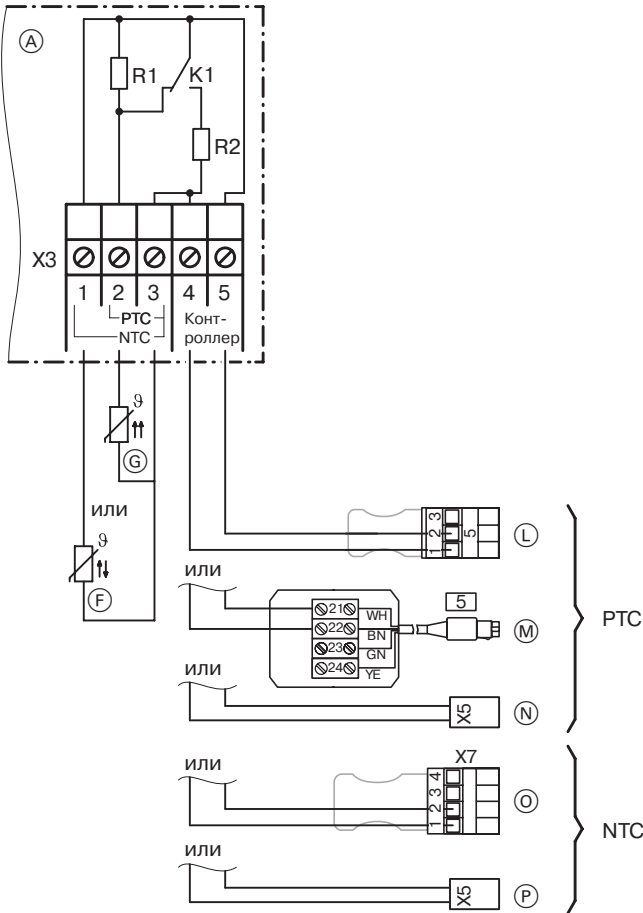 A
R1
K1
R2
X3
1 2 3 4 5
PTC
NTC
Конт-
роллер
ϑ
G
или
ϑ
F
1 2 3
5
L
или
21
WH
22
BN
23
GN
24
YE
5
M
PTC
или
X5
N
X7
или
1 2 3 4
O
NTC
или
X5
P